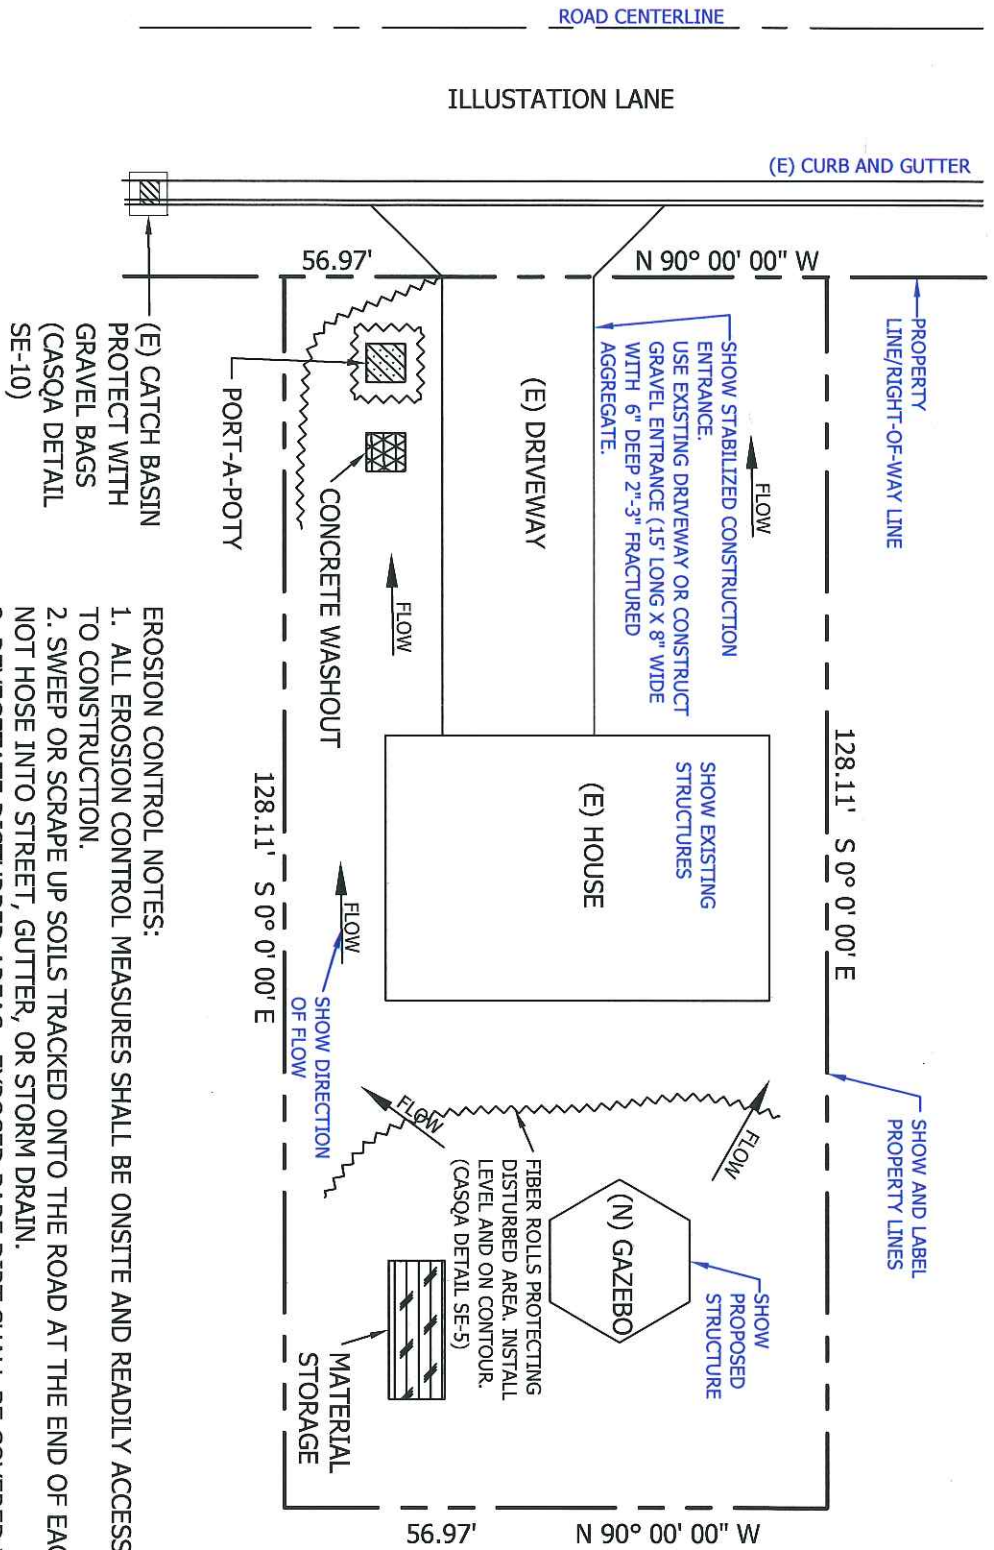 ROAD CENTERLINE
ILLUSTATION LANE
(E) CURB AND GUTTER
56.97'
N 90° 00' 00" W
PROPERTY
LINE/RIGHT-OF-WAY LINE
SHOW STABILIZED CONSTRUCTION
ENTRANCE.
USE EXISTING DRIVEWAY OR CONSTRUCT
GRAVEL ENTRANCE (15' LONG X 8" WIDE
WITH 6" DEEP 2"-3" FRACTURED
AGGREGATE.
FLOW
(E) DRIVEWAY
PORT-A-POTY
CONCRETE WASHOUT
FLOW
(E) CATCH BASIN
PROTECT WITH
GRAVEL BAGS
(CASQA DETAIL
SE-10)
128.11' S 0° 0' 00' E
SHOW EXISTING
STRUCTURES
(E) HOUSE
128.11' S 0° 0' 00' E
FLOW
SHOW DIRECTION
OF FLOW
SHOW AND LABEL
PROPERTY LINES
FLOW
FLOW
FIBER ROLLS PROTECTING
DISTURBED AREA. INSTALL
LEVEL AND ON CONTOUR.
(CASQA DETAIL SE-5)
(N) GAZEBO
SHOW
PROPOSED
STRUCTURE
MATERIAL
STORAGE
56.97'
N 90° 00' 00" W
EROSION CONTROL NOTES:
1. ALL EROSION CONTROL MEASURES SHALL BE ONSITE AND READILY ACCESS
TO CONSTRUCTION.
2. SWEEP OR SCRAPE UP SOILS TRACKED ONTO THE ROAD AT THE END OF EAC
NOT HOSE INTO STREET, GUTTER, OR STORM DRAIN.